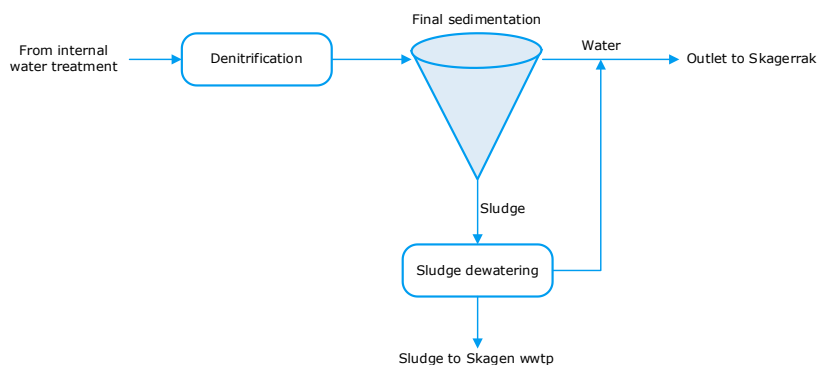 Final sedimentation
From internal
water treatment
Denitrification
Water
Outlet to Skagerrak
Sludge
Sludge dewatering
Sludge to Skagen wwtp